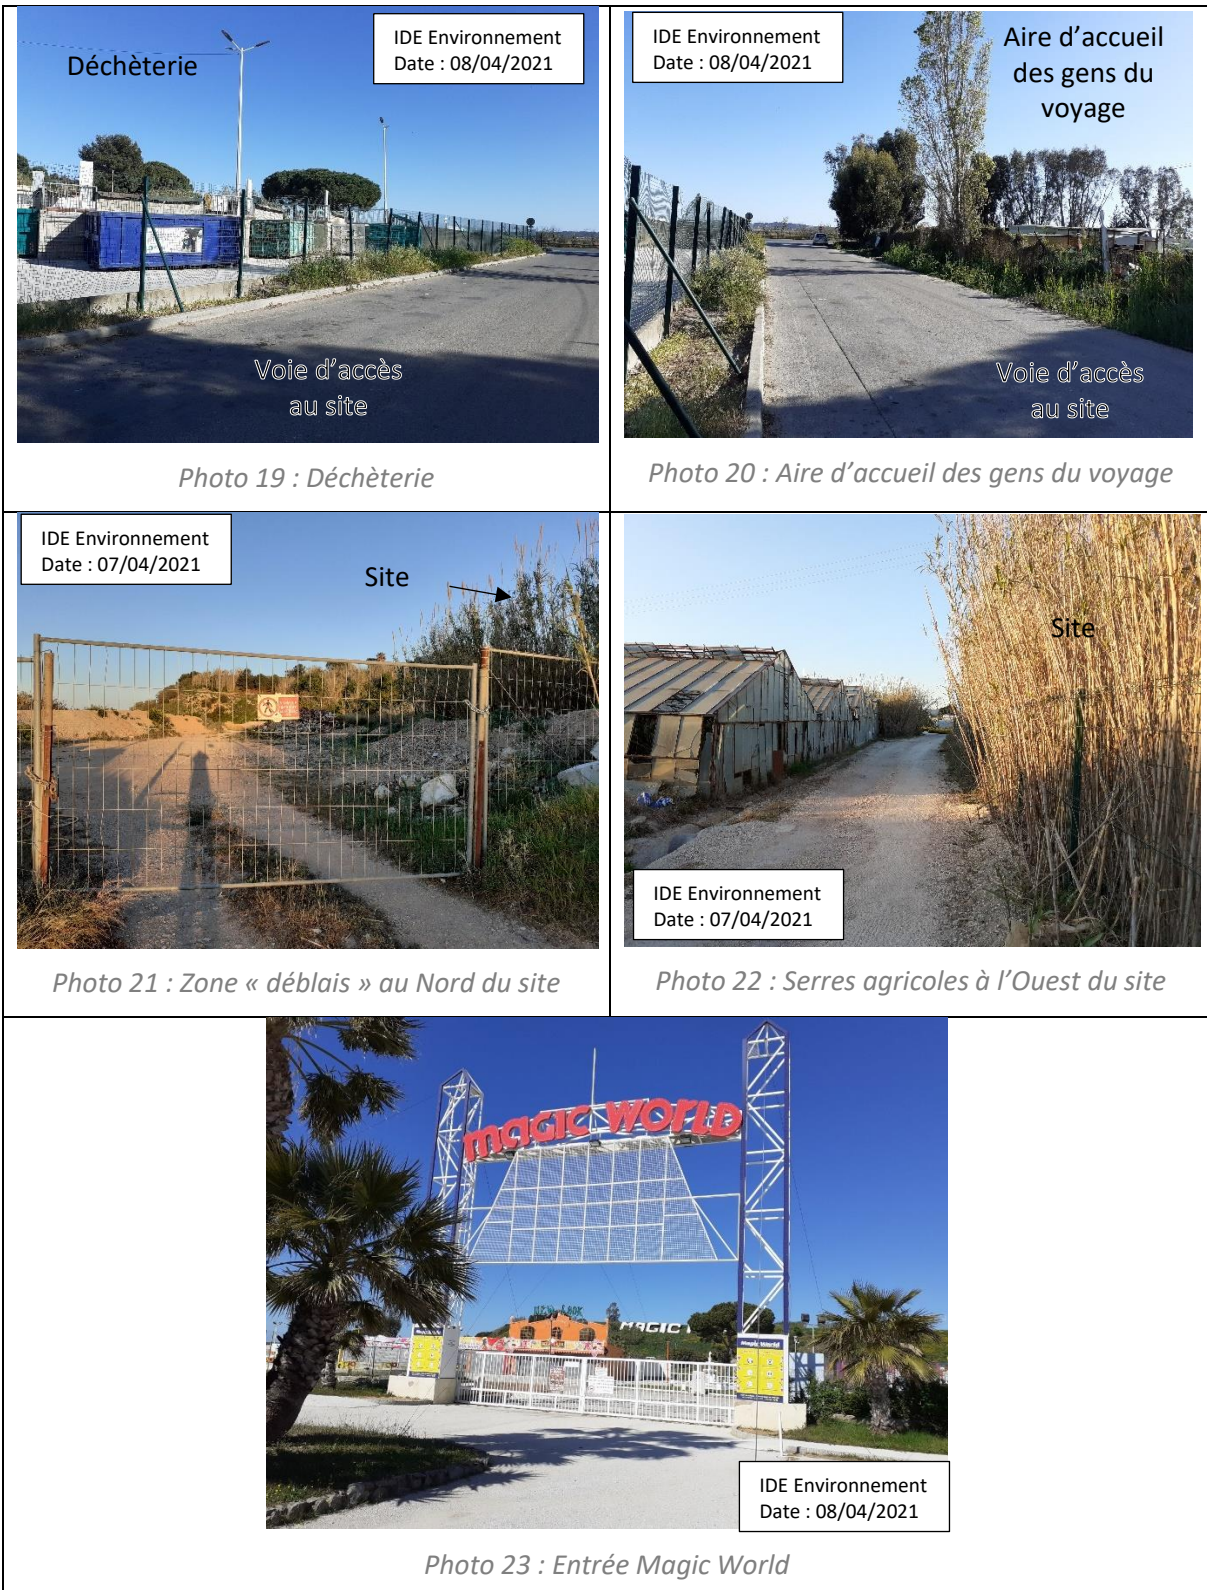 Déchèterie
IDE Environnement
Date : 08/04/2021
Voie d'accès
au site
Photo 19 : Déchèterie
IDE Environnement
Date : 08/04/2021
Aire d'accueil
des gens du
voyage
Voie d'accès
au site
Photo 20 : Aire d'accueil des gens du voyage
IDE Environnement
Date : 07/04/2021
Site
Photo 21 : Zone « déblais » au Nord du site
Site
IDE Environnement
Date : 07/04/2021
Photo 22 : Serres agricoles à l'Ouest du site
MAGIC WORLD
MAGIC
Magic World
IDE Environnement
Date : 08/04/2021
Photo 23 : Entrée Magic World